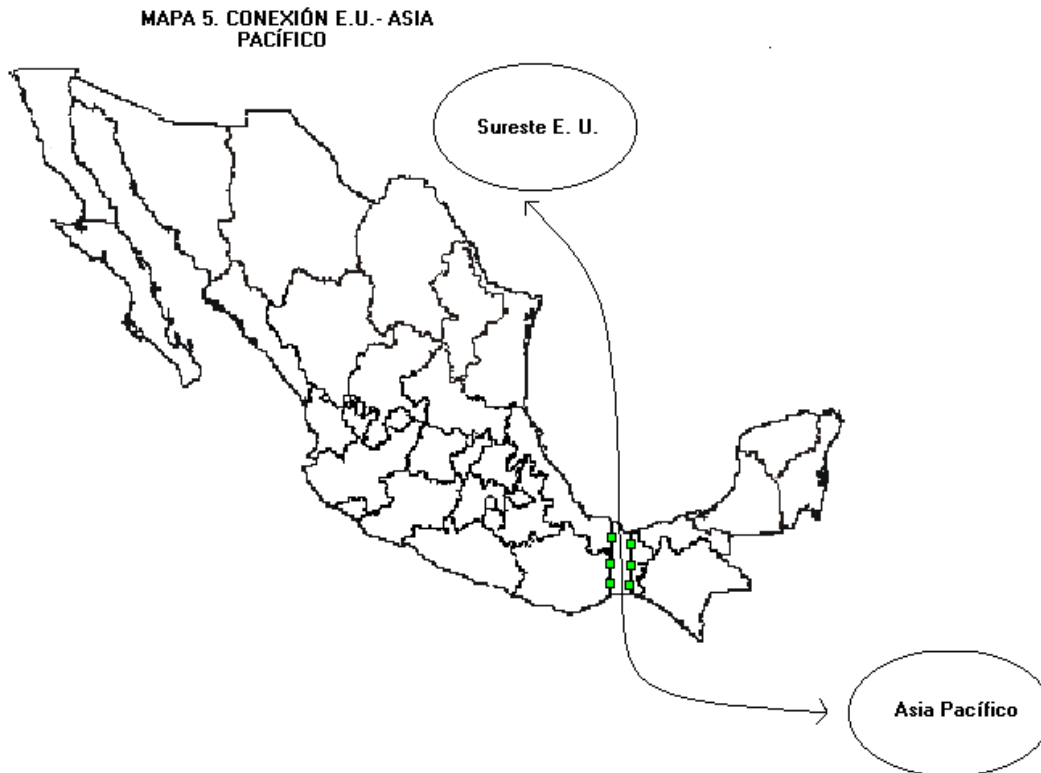 MAPA 5. CONEXIÓN E.U.- ASIA
PACÍFICO
Sureste E. U.
Asia Pacífico